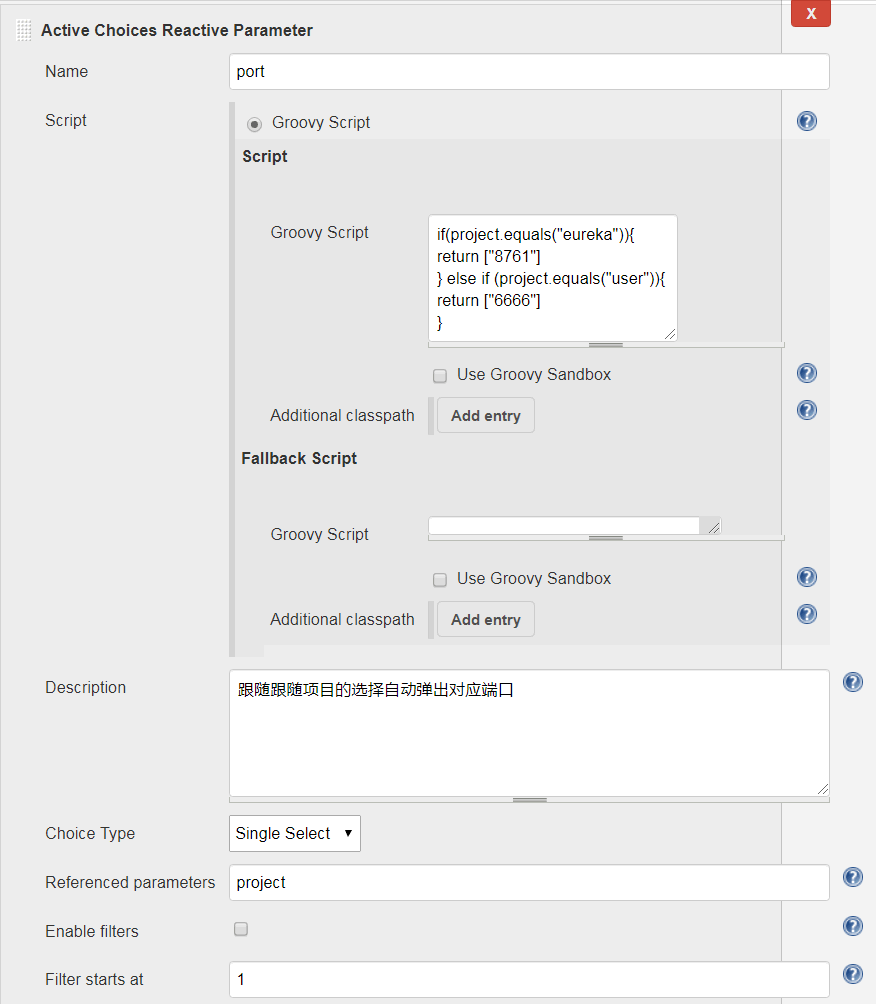 X
Active Choices Reactive Parameter
Name port
Script Groovy Script
Script
Groovy Script
if(project.equals("eureka")){
return ["8761"]
} else if (project.equals("user")){
return ["6666"]
}
Use Groovy Sandbox
Additional classpath Add entry
Fallback Script
Groovy Script
Use Groovy Sandbox
Additional classpath Add entry
Description 跟随跟随项目的选择自动弹出对应端口
Choice Type Single Select
Referenced parameters project
Enable filters
Filter starts at 1